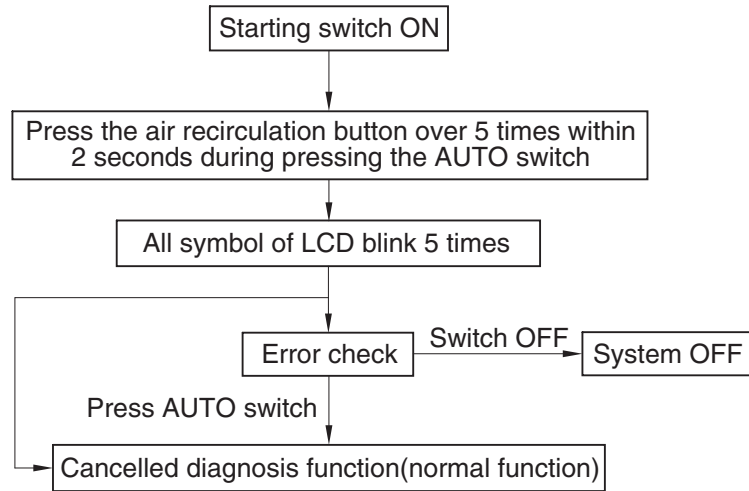 Starting switch ON
Press the air recirculation button over 5 times within
2 seconds during pressing the AUTO switch
All symbol of LCD blink 5 times
Error check
Switch OFF
System OFF
Press AUTO switch
Cancelled diagnosis function(normal function)